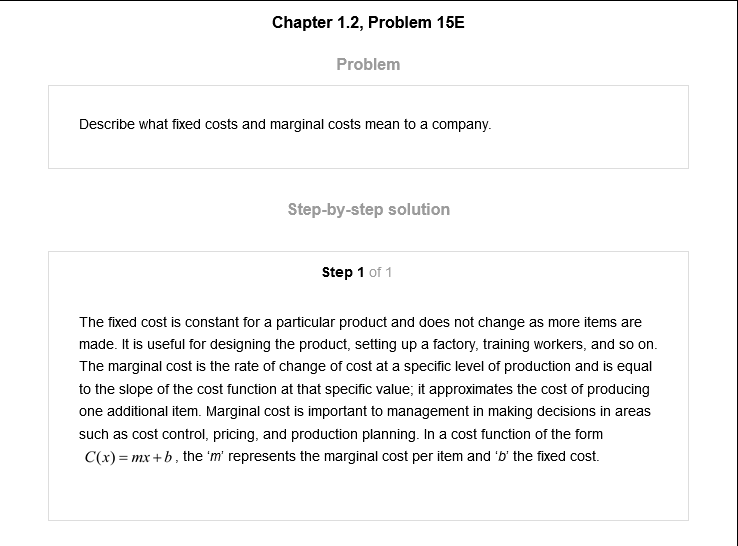 Chapter 1.2, Problem 15E
Problem
Describe what fixed costs and marginal costs mean to a company.
Step-by-step solution
Step 1 of 1
The fixed cost is constant for a particular product and does not change as more items are
made. It is useful for designing the product, setting up a factory, training workers, and so on.
The marginal cost is the rate of change of cost at a specific level of production and is equal
to the slope of the cost function at that specific value; it approximates the cost of producing
one additional item. Marginal cost is important to management in making decisions in areas
such as cost control, pricing, and production planning. In a cost function of the form
C(x) = mx + b, the 'm' represents the marginal cost per item and 'b' the fixed cost.